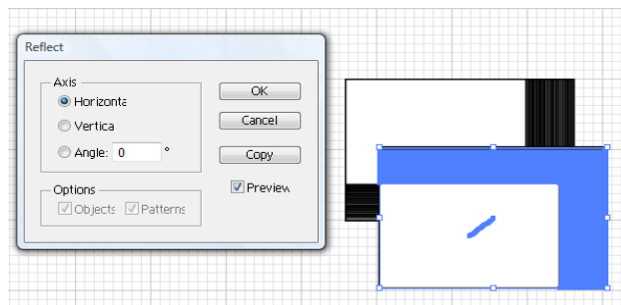 Reflect
Axis
Horizonta
Vertica
Angle: 0 °
Options
Objects Patterns
OK
Cancel
Copy
Preview